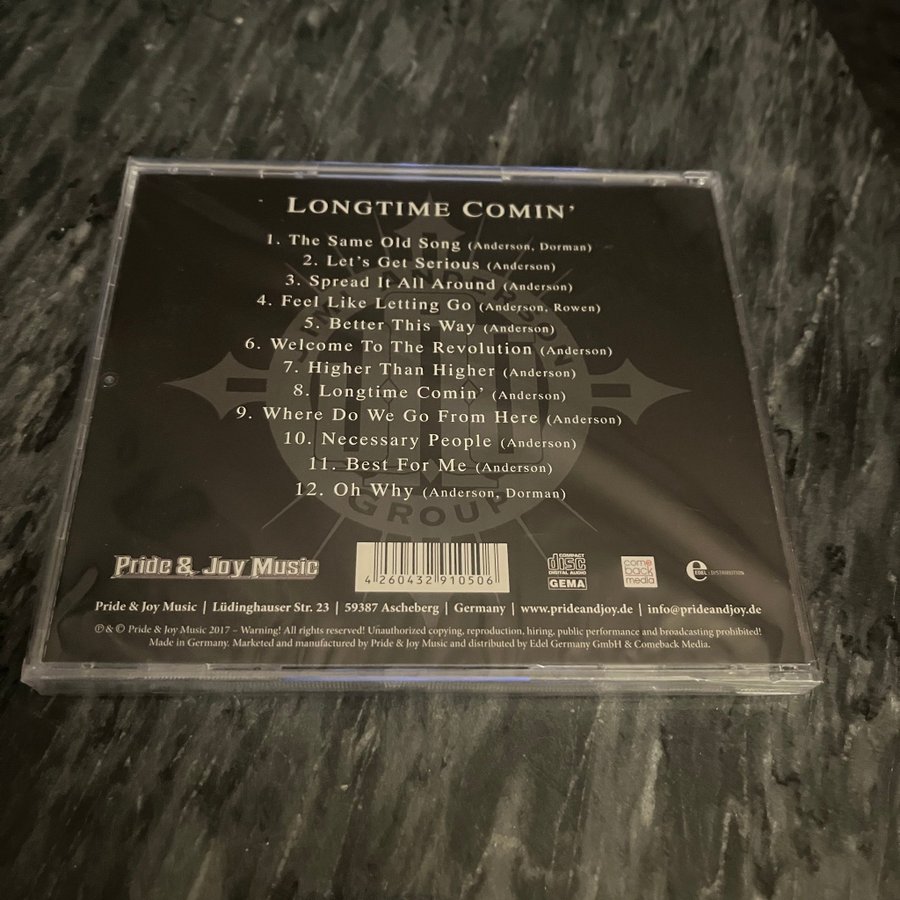 LONGTIME COMIN'
1. The Same Old Song (Anderson, Dorman)
2. Let's Get Serious (Anderson)
3. Spread It All Around (Anderson)
4. Feel Like Letting Go (Anderson, Rowen)
5. Better This Way (Anderson)
6. Welcome To The Revolution (Anderson)
7. Higher Than Higher (Anderson)
8. Longtime Comin' (Anderson)
9. Where Do We Go From Here (Anderson)
10. Necessary People (Anderson)
11. Best For Me (Anderson)
12. Oh Why (Anderson, Dorman)
ANDERSON
GROUP
Pride & Joy Music
4 260432 910506
COMPACT
disc
DIGITAL AUDIO
GEMA
come
back
media
e EDEL:DISTRIBUTION
Pride & Joy Music | Lüdinghauser Str. 23 | 59387 Ascheberg | Germany | www.prideandjoy.de | info@prideandjoy.de
℗ & © Pride & Joy Music 2017 – Warning! All rights reserved! Unauthorized copying, reproduction, hiring, public performance and broadcasting prohibited!
Made in Germany. Marketed and manufactured by Pride & Joy Music and distributed by Edel Germany GmbH & Comeback Media.